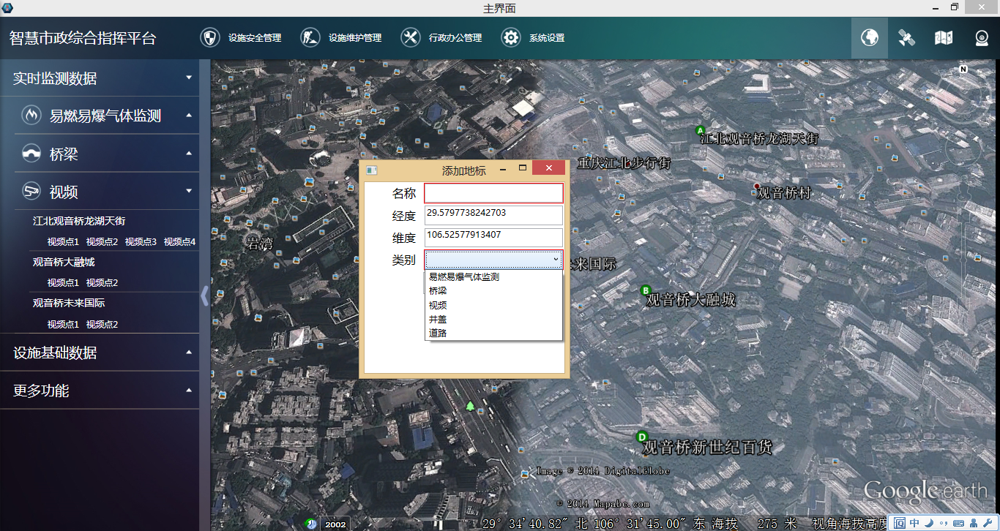 主界面
智慧市政综合指挥平台
设施安全管理
设施维护管理
行政办公管理
系统设置
实时监测数据
易燃易爆气体监测
桥梁
视频
江北观音桥龙湖天街
视频点1 视频点2 视频点3 视频点4
观音桥大融城
视频点1 视频点2
观音桥未来国际
视频点1 视频点2
设施基础数据
更多功能
添加地标
名称
经度 29.5797738242703
维度 106.52577913407
类别
易燃易爆气体监测
桥梁
视频
井盖
道路
N
A
江北观音桥龙湖天街
重庆江北步行街
观音桥村
岩湾
来国际
B
观音桥大融城
D
观音桥新世纪百货
Image © 2014 DigitalGlobe
© 2014 Mapabc.com
Google earth
2002
29° 34'40.82" 北 106° 31'45.00" 东 海拔 275 米 视角海拔高度
中